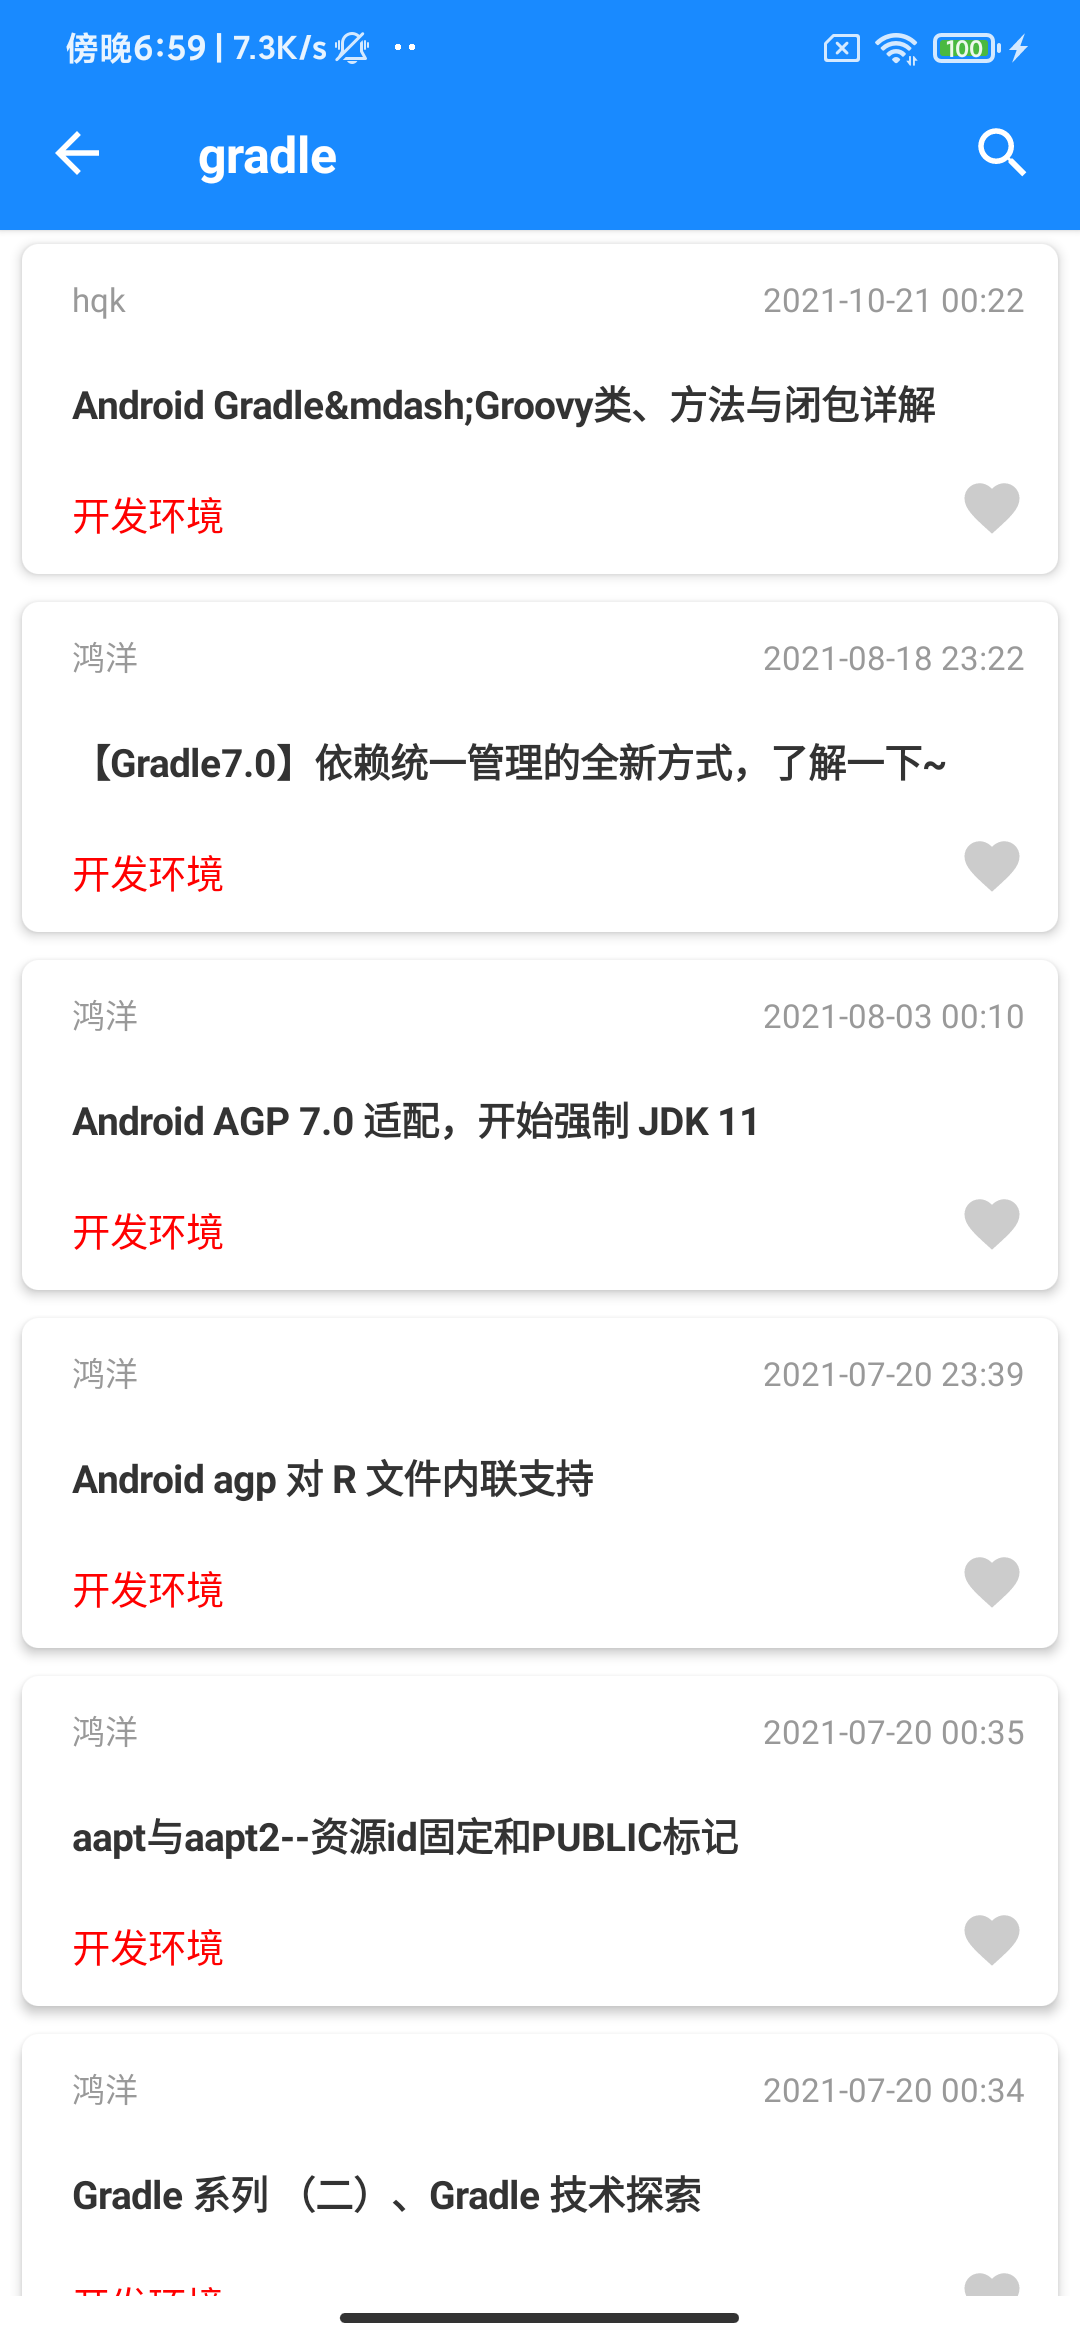 傍晚6:59 | 7.3K/s
100
gradle
hqk
2021-10-21 00:22
Android Gradle&mdash;Groovy类、方法与闭包详解
开发环境
鸿洋
2021-08-18 23:22
【Gradle7.0】依赖统一管理的全新方式，了解一下~
开发环境
鸿洋
2021-08-03 00:10
Android AGP 7.0 适配，开始强制 JDK 11
开发环境
鸿洋
2021-07-20 23:39
Android agp 对 R 文件内联支持
开发环境
鸿洋
2021-07-20 00:35
aapt与aapt2--资源id固定和PUBLIC标记
开发环境
鸿洋
2021-07-20 00:34
Gradle 系列 （二）、Gradle 技术探索